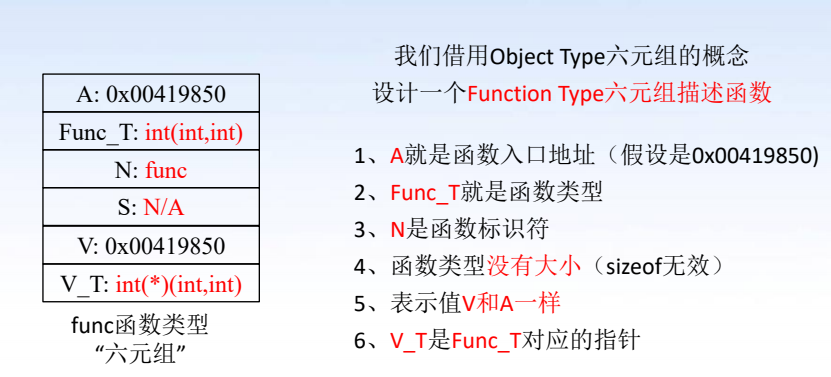 A: 0x00419850
Func_T: int(int,int)
N: func
S: N/A
V: 0x00419850
V_T: int(*)(int,int)
func函数类型
“六元组”
我们借用Object Type六元组的概念
设计一个Function Type六元组描述函数
1、A就是函数入口地址（假设是0x00419850)
2、Func_T就是函数类型
3、N是函数标识符
4、函数类型没有大小（sizeof无效）
5、表示值V和A一样
6、V_T是Func_T对应的指针